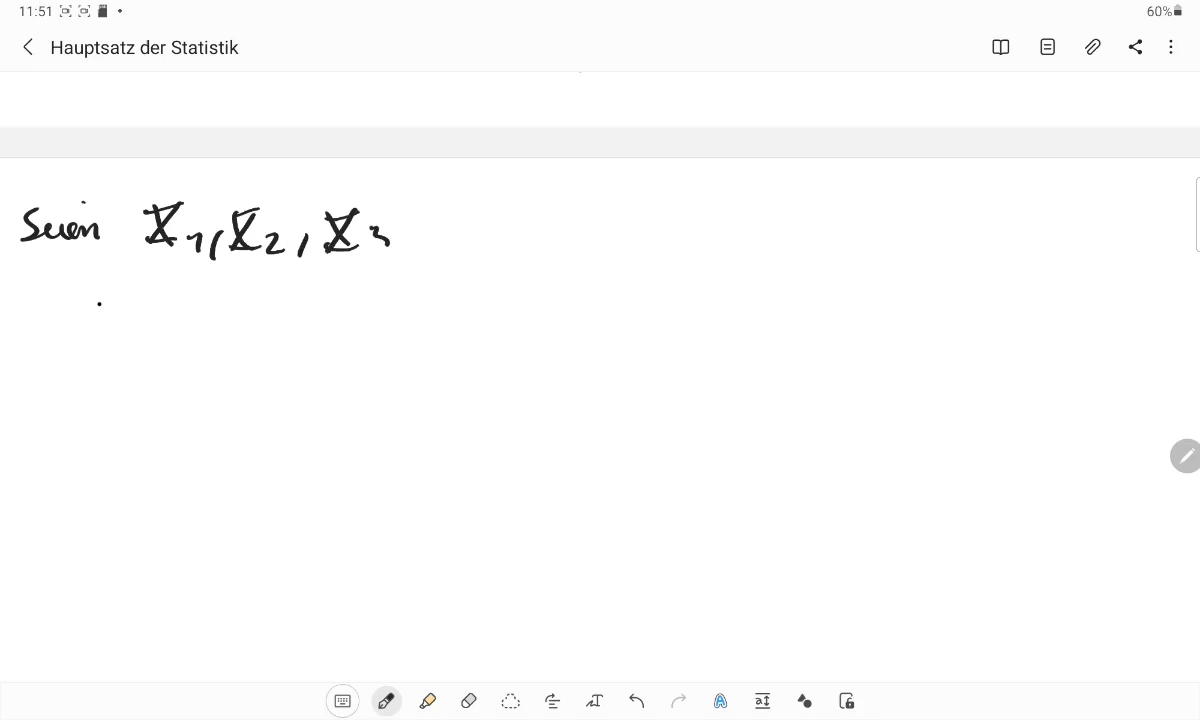 11:51
60%
Hauptsatz der Statistik
Seien X₁, X₂, X₃